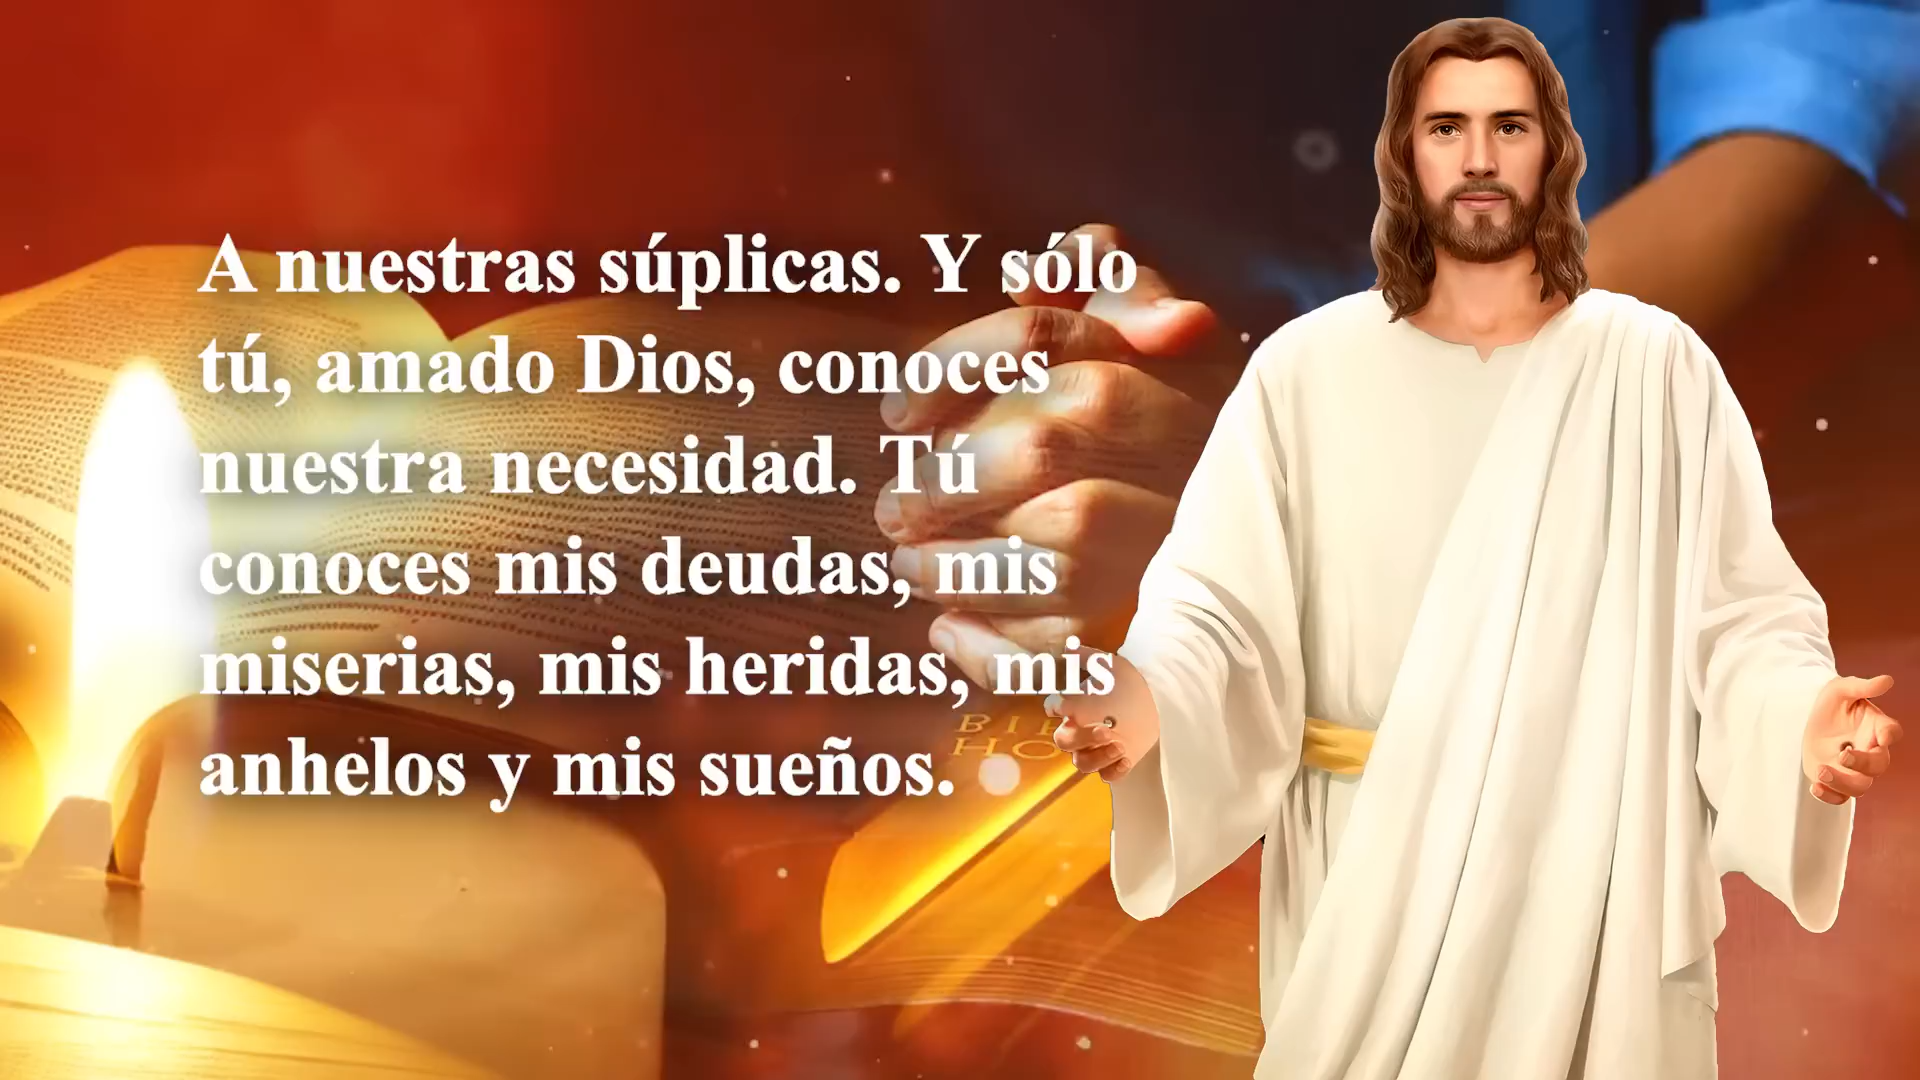 A nuestras súplicas. Y sólo
tú, amado Dios, conoces
nuestra necesidad. Tú
conoces mis deudas, mis
miserias, mis heridas, mis
anhelos y mis sueños.